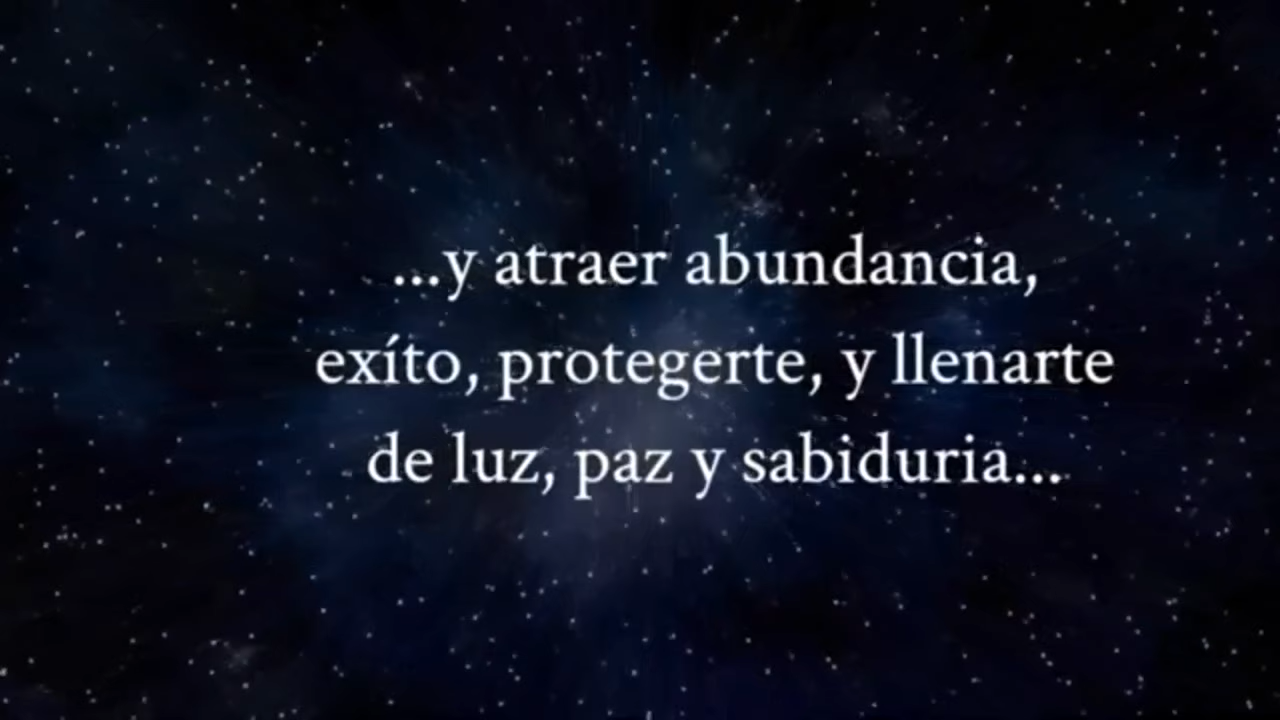 ...y atraer abundancia,
exíto, protegerte, y llenarte
de luz, paz y sabiduria...